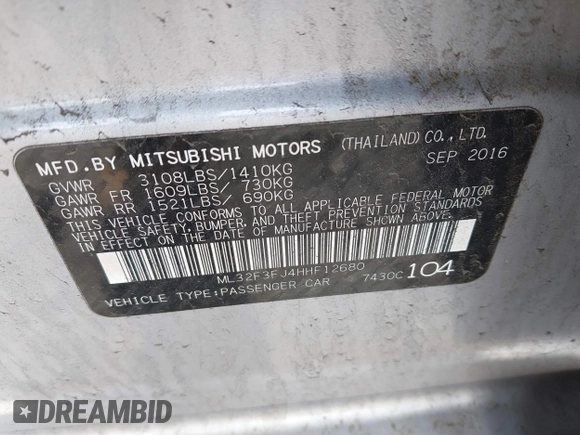 MFD.BY MITSUBISHI MOTORS (THAILAND) CO., LTD.
GVWR 3108LBS/1410KG SEP 2016
GAWR FR 1609LBS/ 730KG
GAWR RR 1521LBS/ 690KG
THIS VEHICLE CONFORMS TO ALL APPLICABLE FEDERAL MOTOR
VEHICLE SAFETY, BUMPER, AND THEFT PREVENTION STANDARDS
IN EFFECT ON THE DATE OF MANUFACTURE SHOWN ABOVE.
ML32F3FJ4HHF12680
VEHICLE TYPE:PASSENGER CAR 7430C 104
DREAMBID